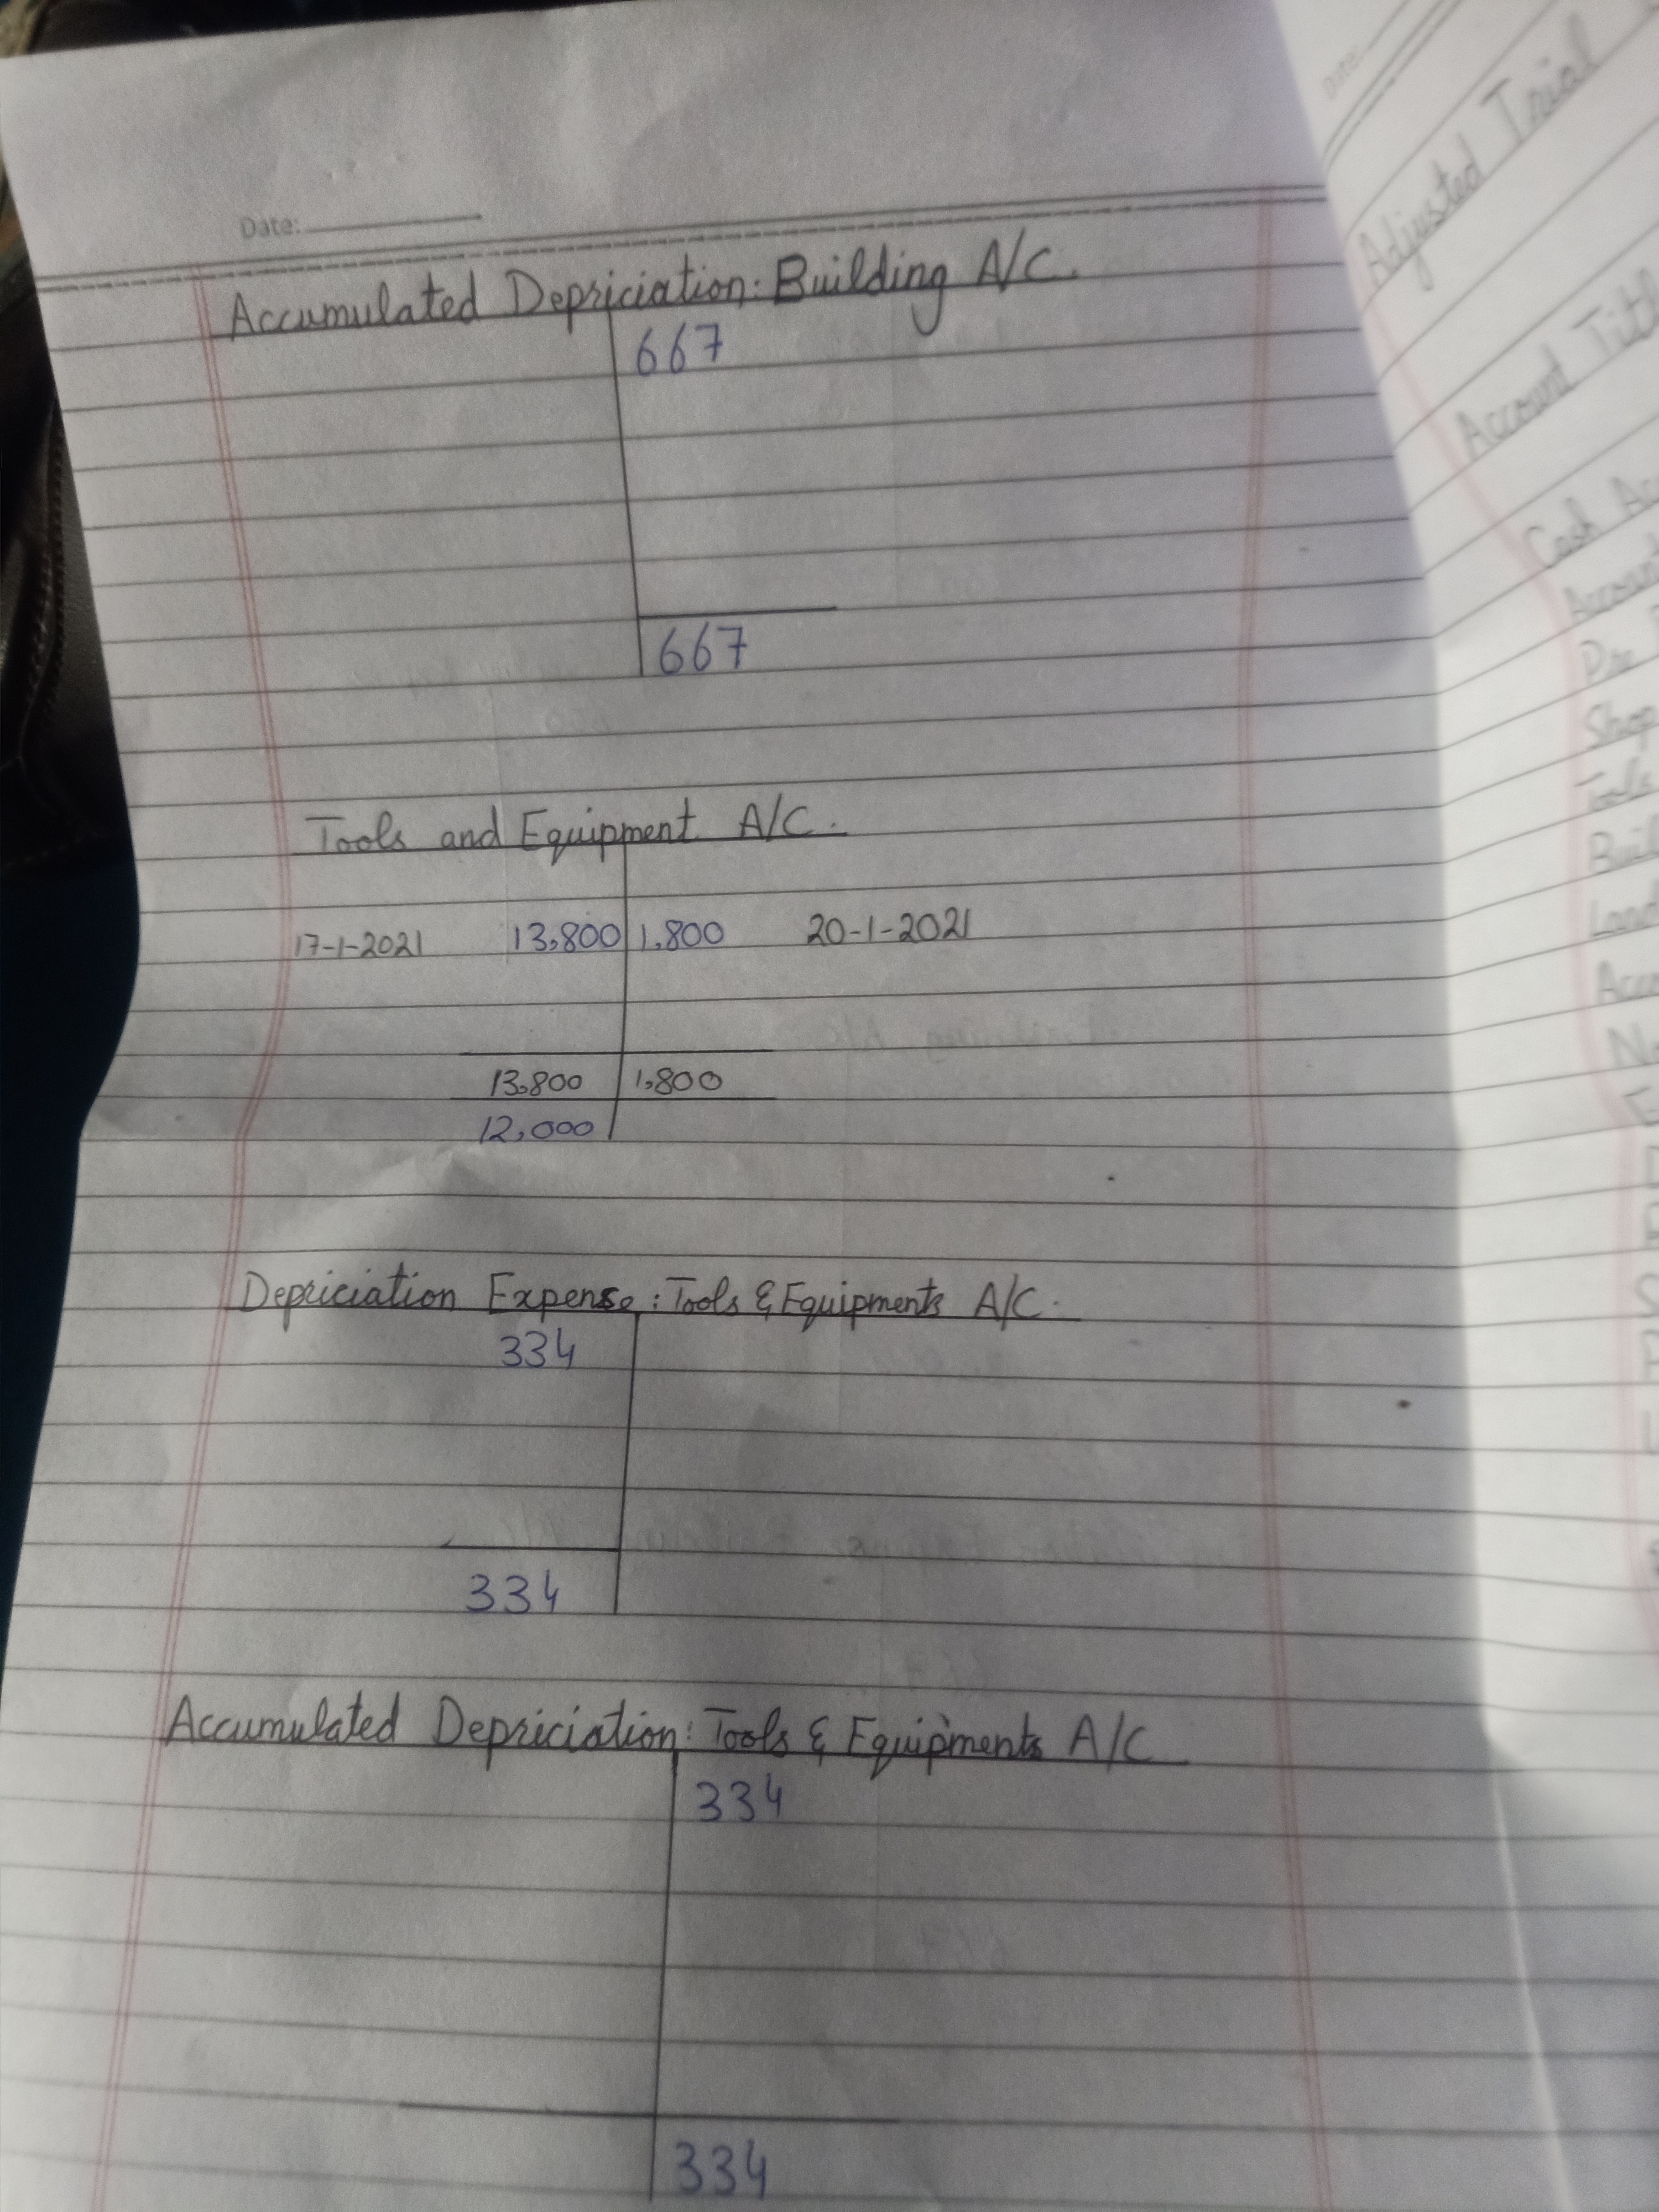 Date:
Accumulated Depriciation: Building A/C.
667
667
Tools and Equipment A/C.
17-1-2021 13,800 1,800 20-1-2021
13,800 1,800
12,000
Depriciation Expense: Tools & Equipments A/C.
334
334
Accumulated Depriciation: Tools & Equipments A/C
334
334
Date:
Adjusted Trial
Account Titl
Cash Ac
Account
Pre
Shop
Tools
Buil
Land
Accu